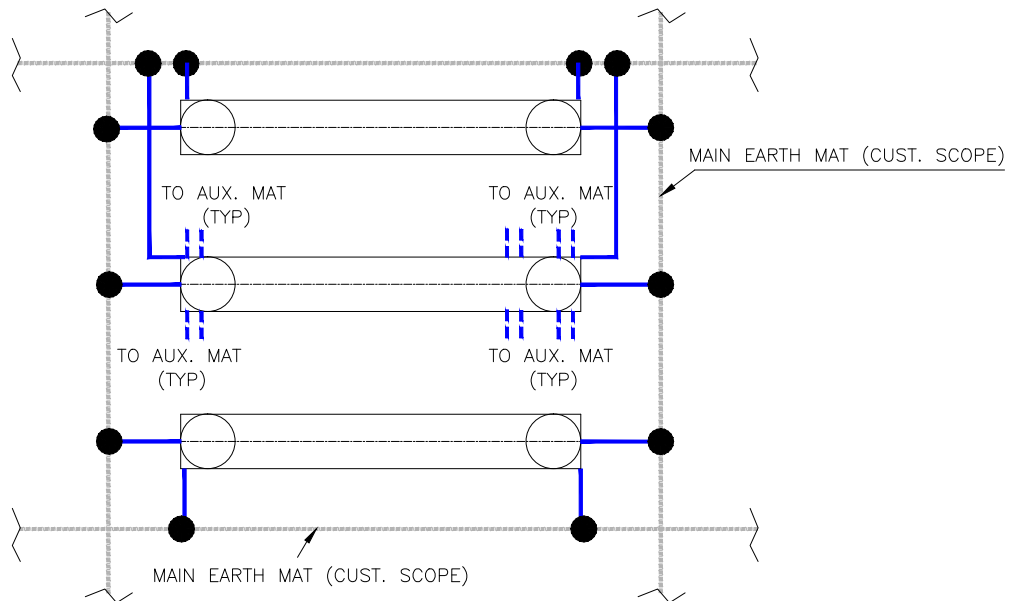 MAIN EARTH MAT (CUST. SCOPE)
TO AUX. MAT
(TYP)
TO AUX. MAT
(TYP)
TO AUX. MAT
(TYP)
TO AUX. MAT
(TYP)
MAIN EARTH MAT (CUST. SCOPE)